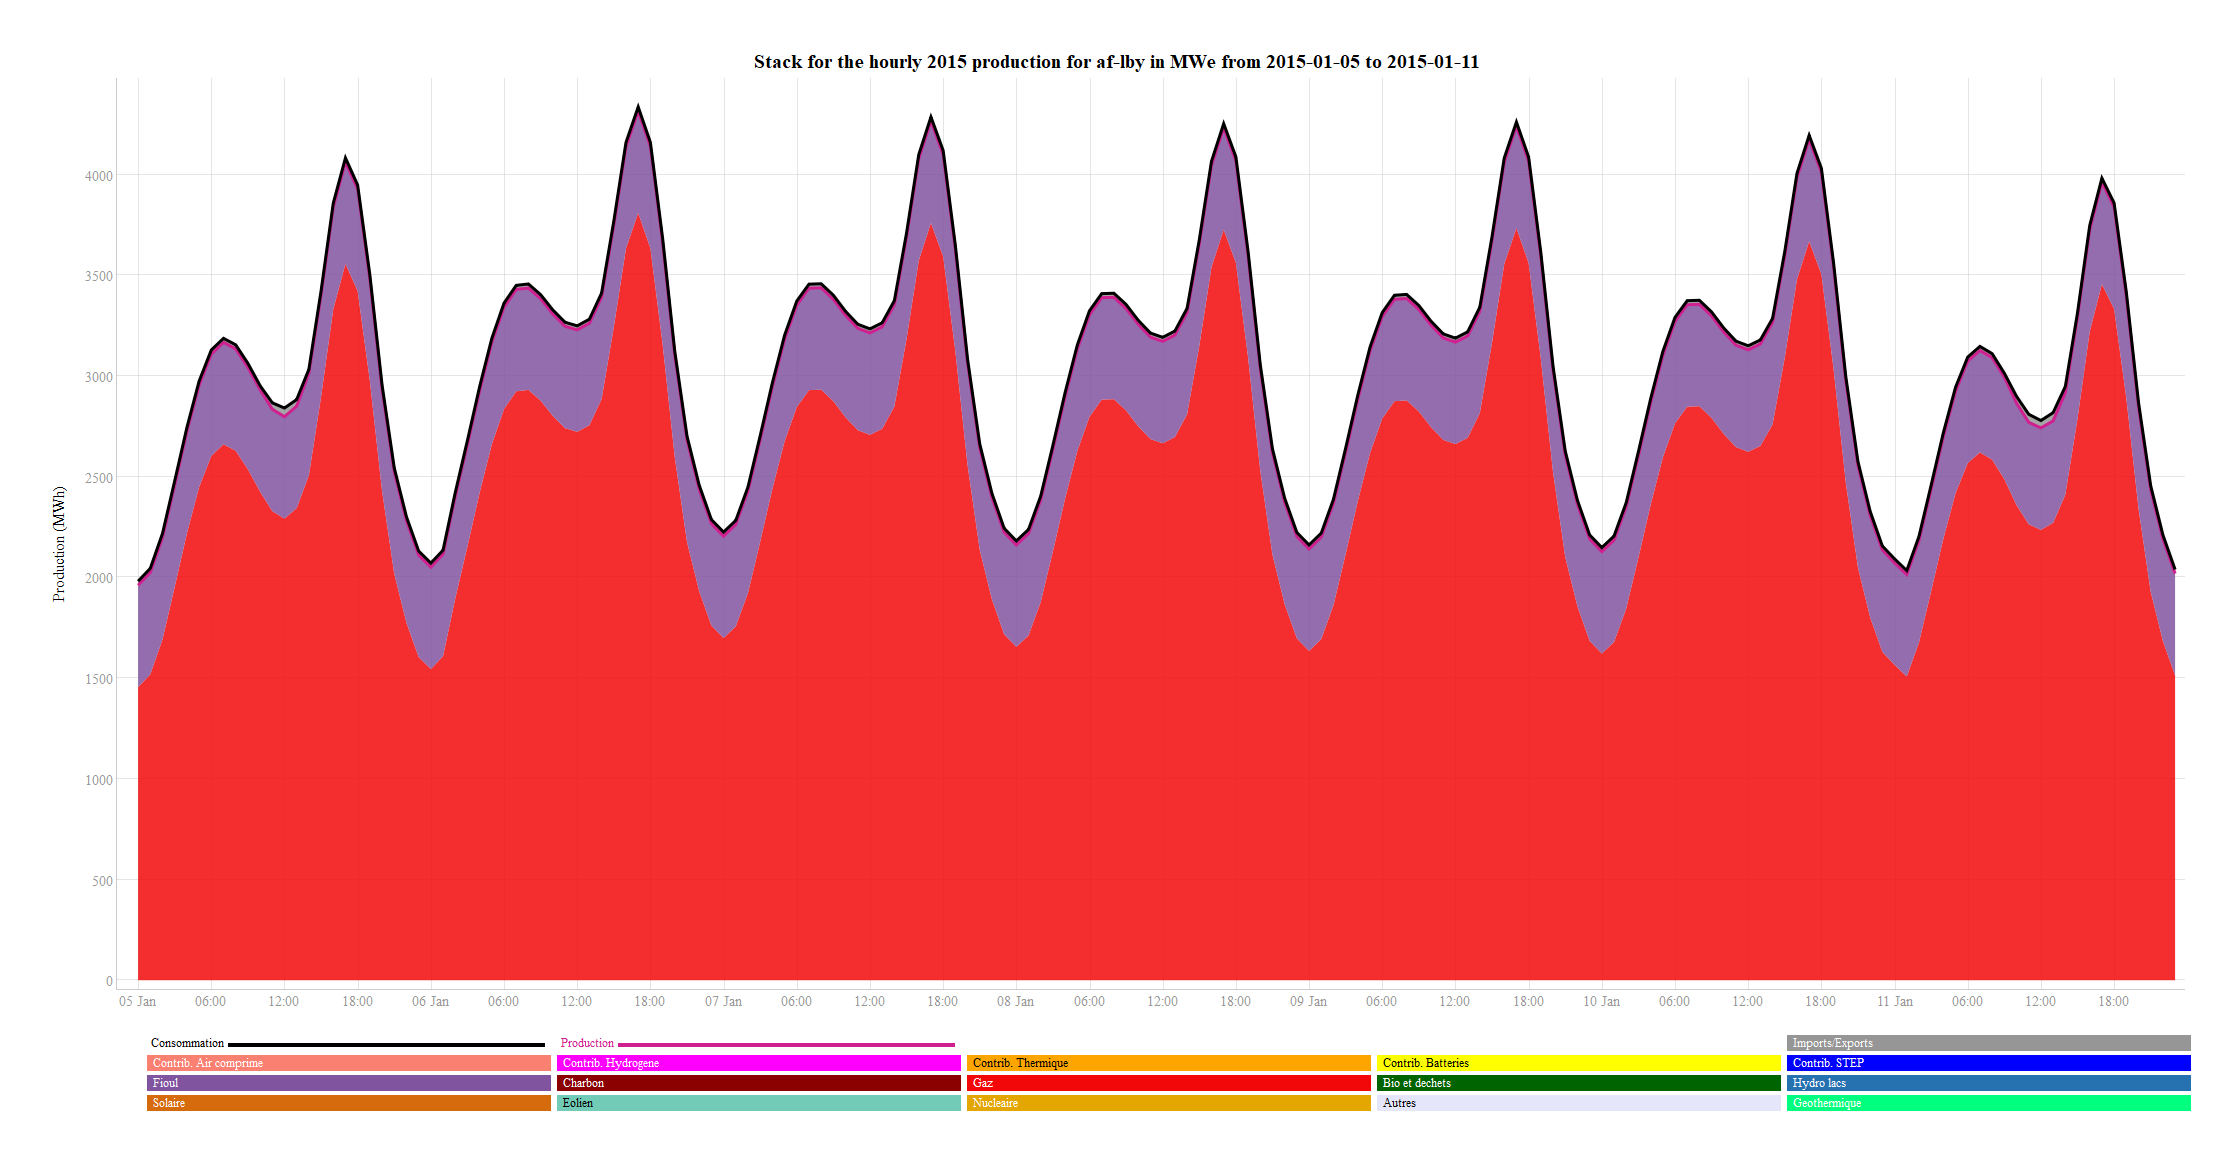 Stack for the hourly 2015 production for af-lby in MWe from 2015-01-05 to 2015-01-11
Production (MWh)
4000
3500
3000
2500
2000
1500
1000
500
0
05 Jan 06:00 12:00 18:00 06 Jan 06:00 12:00 18:00 07 Jan 06:00 12:00 18:00 08 Jan 06:00 12:00 18:00 09 Jan 06:00 12:00 18:00 10 Jan 06:00 12:00 18:00 11 Jan 06:00 12:00 18:00
Consommation Production Imports/Exports
Contrib. Air comprime Contrib. Hydrogene Contrib. Thermique Contrib. Batteries Contrib. STEP
Fioul Charbon Gaz Bio et dechets Hydro lacs
Solaire Eolien Nucleaire Autres Geothermique